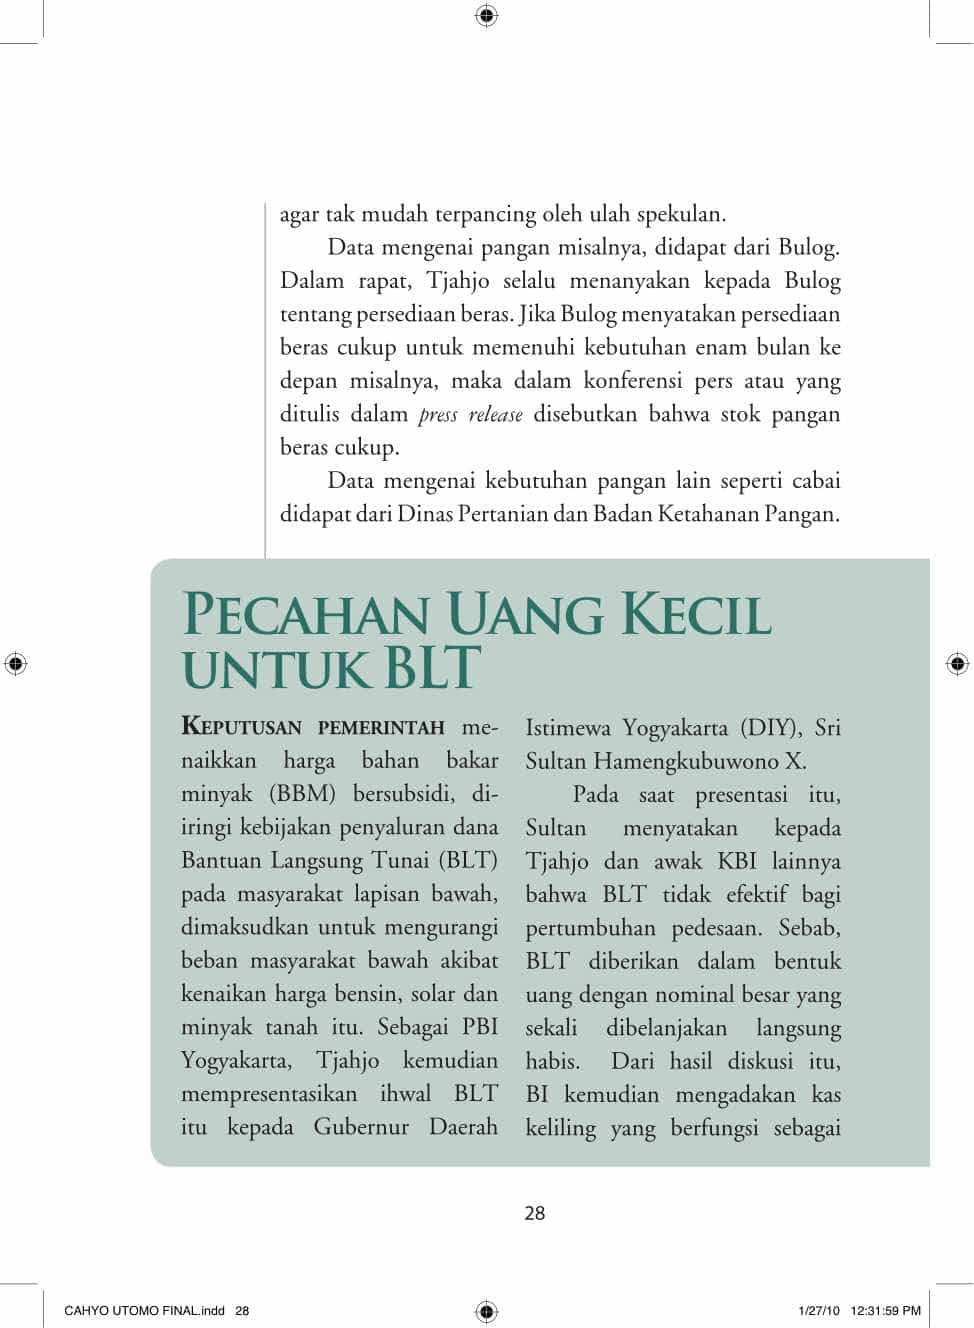 agar tak mudah terpancing oleh ulah spekulan.
Data mengenai pangan misalnya, didapat dari Bulog.
Dalam rapat, Tjahjo selalu menanyakan kepada Bulog
tentang persediaan beras. Jika Bulog menyatakan persediaan
beras cukup untuk memenuhi kebutuhan enam bulan ke
depan misalnya, maka dalam konferensi pers atau yang
ditulis dalam press release disebutkan bahwa stok pangan
beras cukup.
Data mengenai kebutuhan pangan lain seperti cabai
didapat dari Dinas Pertanian dan Badan Ketahanan Pangan.
PECAHAN UANG KECIL
UNTUK BLT
KEPUTUSAN PEMERINTAH me-
naikkan harga bahan bakar
minyak (BBM) bersubsidi, di-
iringi kebijakan penyaluran dana
Bantuan Langsung Tunai (BLT)
pada masyarakat lapisan bawah,
dimaksudkan untuk mengurangi
beban masyarakat bawah akibat
kenaikan harga bensin, solar dan
minyak tanah itu. Sebagai PBI
Yogyakarta, Tjahjo kemudian
mempresentasikan ihwal BLT
itu kepada Gubernur Daerah
Istimewa Yogyakarta (DIY), Sri
Sultan Hamengkubuwono X.
Pada saat presentasi itu,
Sultan menyatakan kepada
Tjahjo dan awak KBI lainnya
bahwa BLT tidak efektif bagi
pertumbuhan pedesaan. Sebab,
BLT diberikan dalam bentuk
uang dengan nominal besar yang
sekali dibelanjakan langsung
habis. Dari hasil diskusi itu,
BI kemudian mengadakan kas
keliling yang berfungsi sebagai
28
CAHYO UTOMO FINAL.indd 28
1/27/10 12:31:59 PM